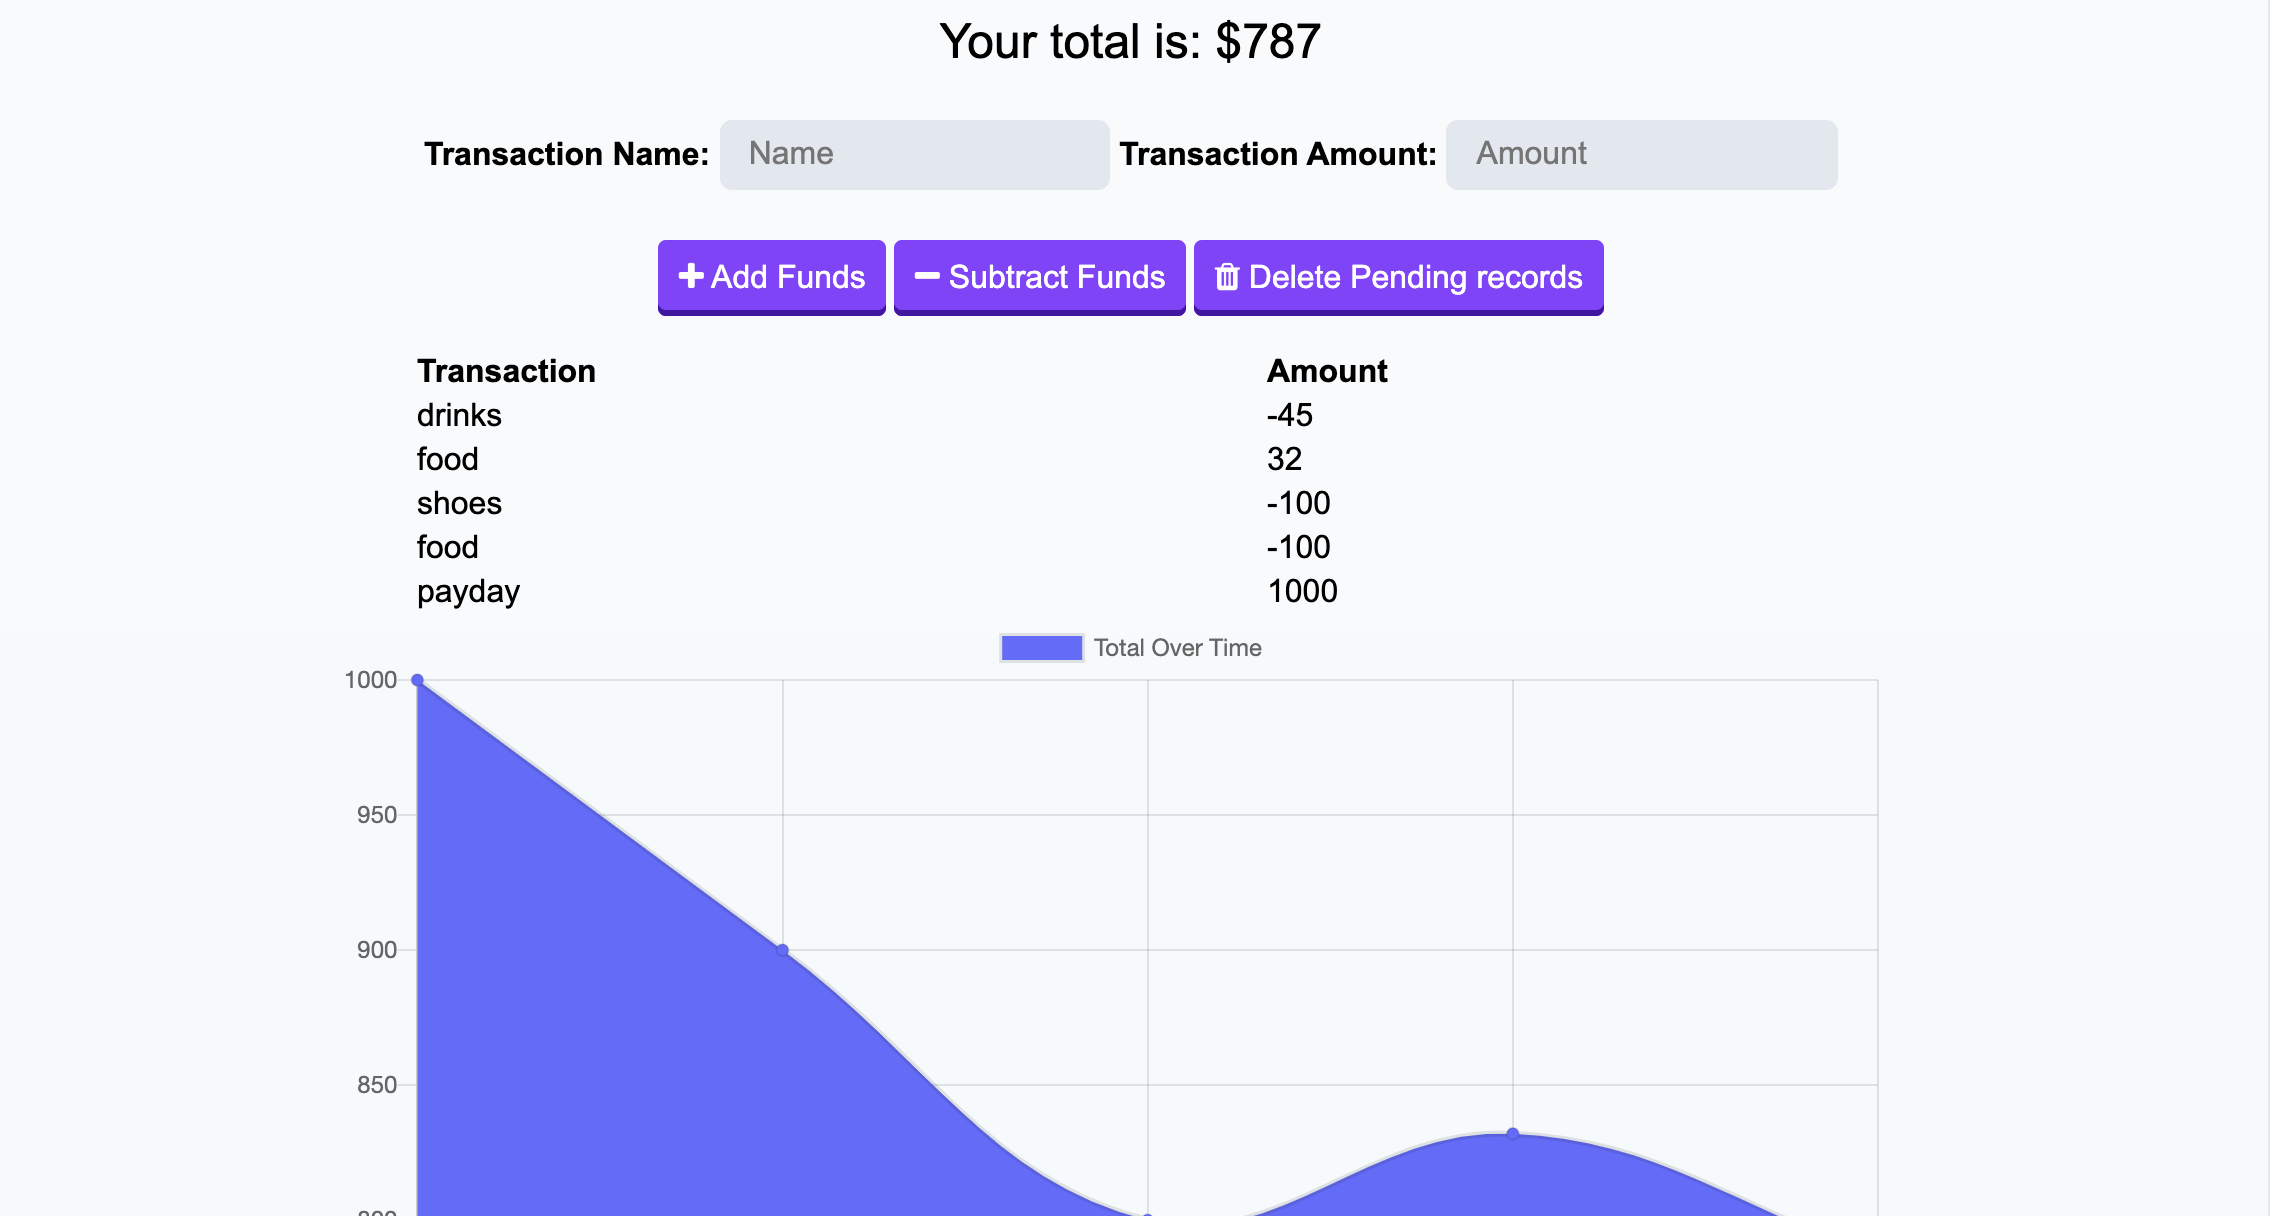 Your total is: $787
Transaction Name: Name Transaction Amount: Amount
Add Funds Subtract Funds Delete Pending records
Transaction Amount
drinks -45
food 32
shoes -100
food -100
payday 1000
Total Over Time
1000
950
900
850